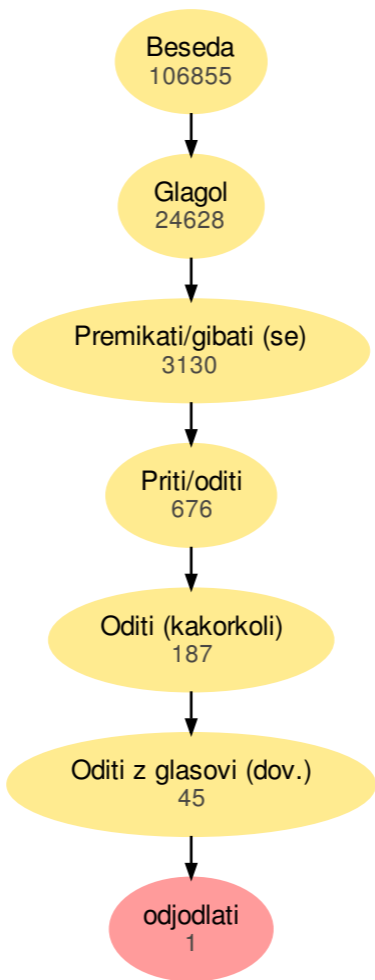 Beseda
106855
Glagol
24628
Premikati/gibati (se)
3130
Priti/oditi
676
Oditi (kakorkoli)
187
Oditi z glasovi (dov.)
45
odjodlati
1